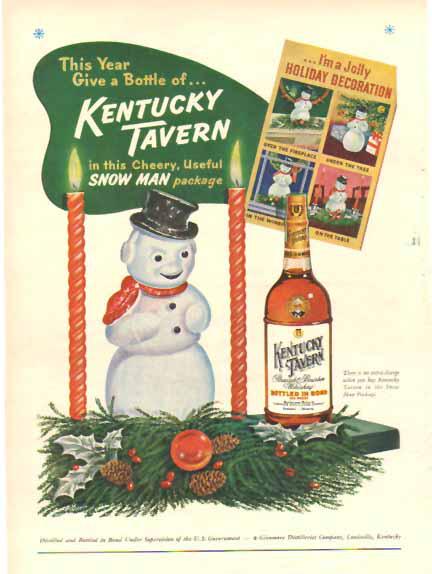 This Year
Give a Bottle of...
KENTUCKY
TAVERN
in this Cheery, Useful
SNOW MAN package
...I'm a Jolly
HOLIDAY DECORATION
OVER THE FIREPLACE
UNDER THE TREE
IN THE WINDOW
ON THE TABLE
KENTUCKY
TAVERN
Straight Bourbon
Whiskey
BOTTLED IN BOND
There is no extra charge
when you buy Kentucky
Tavern in the Snow
Man Package
Distilled and Bottled in Bond Under Supervision of the U. S. Government — Glenmore Distilleries Company, Louisville, Kentucky